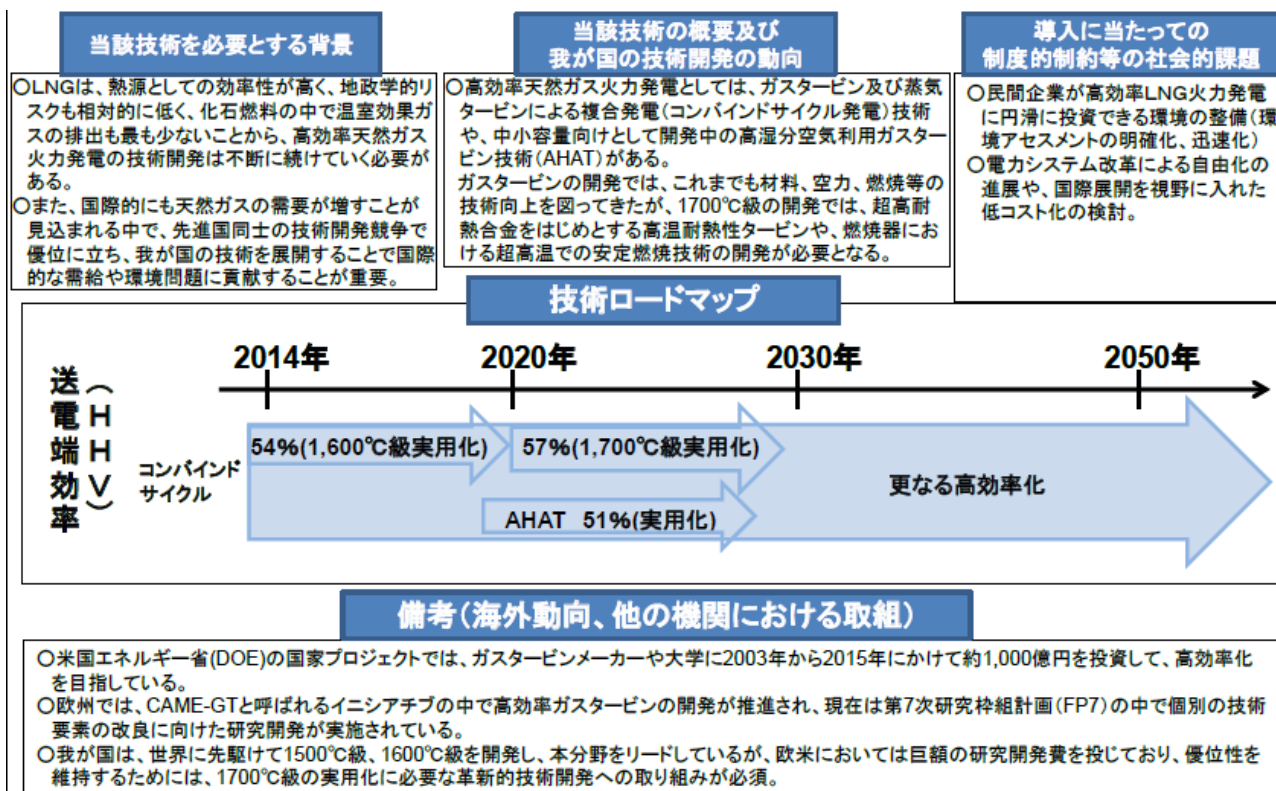 当該技術を必要とする背景
○LNGは、熱源としての効率性が高く、地政学的リ
スクも相対的に低く、化石燃料の中で温室効果ガ
スの排出も最も少ないことから、高効率天然ガス
火力発電の技術開発は不断に続けていく必要が
ある。
○また、国際的にも天然ガスの需要が増すことが
見込まれる中で、先進国同士の技術開発競争で
優位に立ち、我が国の技術を展開することで国際
的な需給や環境問題に貢献することが重要。
当該技術の概要及び
我が国の技術開発の動向
○高効率天然ガス火力発電としては、ガスタービン及び蒸気
タービンによる複合発電(コンバインドサイクル発電)技術
や、中小容量向けとして開発中の高湿分空気利用ガスター
ビン技術(AHAT)がある。
ガスタービンの開発では、これまでも材料、空力、燃焼等の
技術向上を図ってきたが、1700℃級の開発では、超高耐
熱合金をはじめとする高温耐熱性タービンや、燃焼器にお
ける超高温での安定燃焼技術の開発が必要となる。
導入に当たっての
制度的制約等の社会的課題
○民間企業が高効率LNG火力発電
に円滑に投資できる環境の整備(環
境アセスメントの明確化、迅速化)
○電力システム改革による自由化の
進展や、国際展開を視野に入れた
低コスト化の検討。
技術ロードマップ
2014年 2020年 2030年 2050年
送電端効率
(HHV)
コンバインド
サイクル
54%(1,600℃級実用化)
57%(1,700℃級実用化)
AHAT 51%(実用化)
更なる高効率化
備考(海外動向、他の機関における取組)
○米国エネルギー省(DOE)の国家プロジェクトでは、ガスタービンメーカーや大学に2003年から2015年にかけて約1,000億円を投資して、高効率化
を目指している。
○欧州では、CAME-GTと呼ばれるイニシアチブの中で高効率ガスタービンの開発が推進され、現在は第7次研究枠組計画(FP7)の中で個別の技術
要素の改良に向けた研究開発が実施されている。
○我が国は、世界に先駆けて1500℃級、1600℃級を開発し、本分野をリードしているが、欧米においては巨額の研究開発費を投じており、優位性を
維持するためには、1700℃級の実用化に必要な革新的技術開発への取り組みが必須。